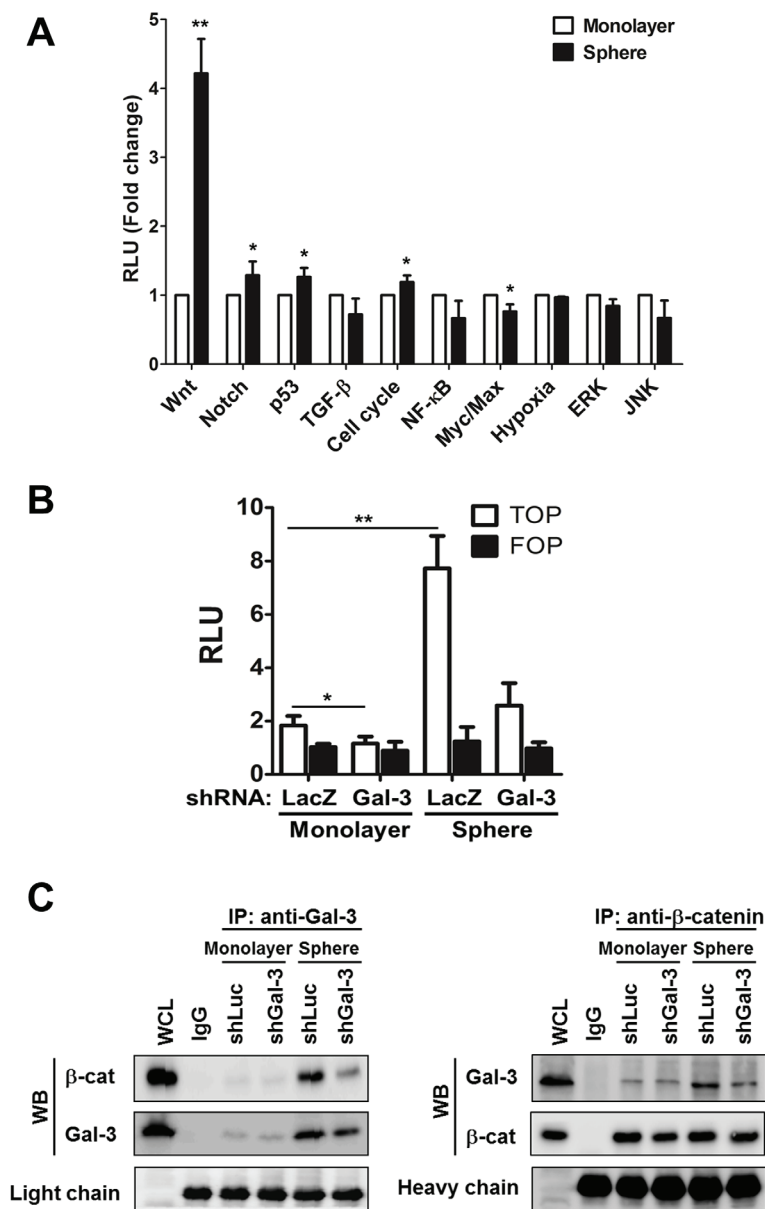 A
Monolayer
Sphere
RLU (Fold change)
5
4
3
2
1
0
**
*
*
*
*
Wnt
Notch
p53
TGF-β
Cell cycle
NF-κB
Myc/Max
Hypoxia
ERK
JNK
B
TOP
FOP
RLU
10
8
6
4
2
0
**
*
shRNA: LacZ Gal-3 LacZ Gal-3
Monolayer Sphere
C
IP: anti-Gal-3
Monolayer Sphere
WCL
IgG
shLuc
shGal-3
shLuc
shGal-3
WB
β-cat
Gal-3
Light chain
IP: anti-β-catenin
Monolayer Sphere
WCL
IgG
shLuc
shGal-3
shLuc
shGal-3
WB
Gal-3
β-cat
Heavy chain